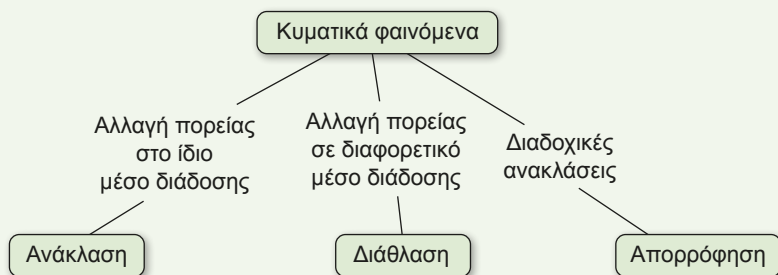 Κυματικά φαινόμενα
Αλλαγή πορείας
στο ίδιο
μέσο διάδοσης
Αλλαγή πορείας
σε διαφορετικό
μέσο διάδοσης
Διαδοχικές
ανακλάσεις
Ανάκλαση
Διάθλαση
Απορρόφηση